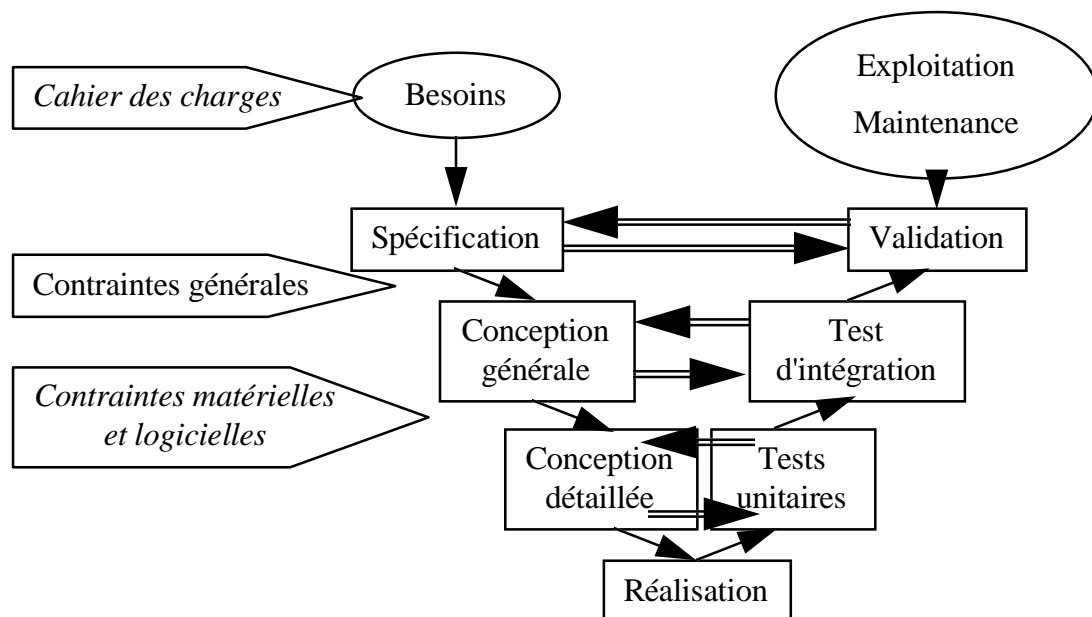 Cahier des charges
Besoins
Exploitation
Maintenance
Spécification
Validation
Contraintes générales
Conception
générale
Test
d'intégration
Contraintes matérielles
et logicielles
Conception
détaillée
Tests
unitaires
Réalisation